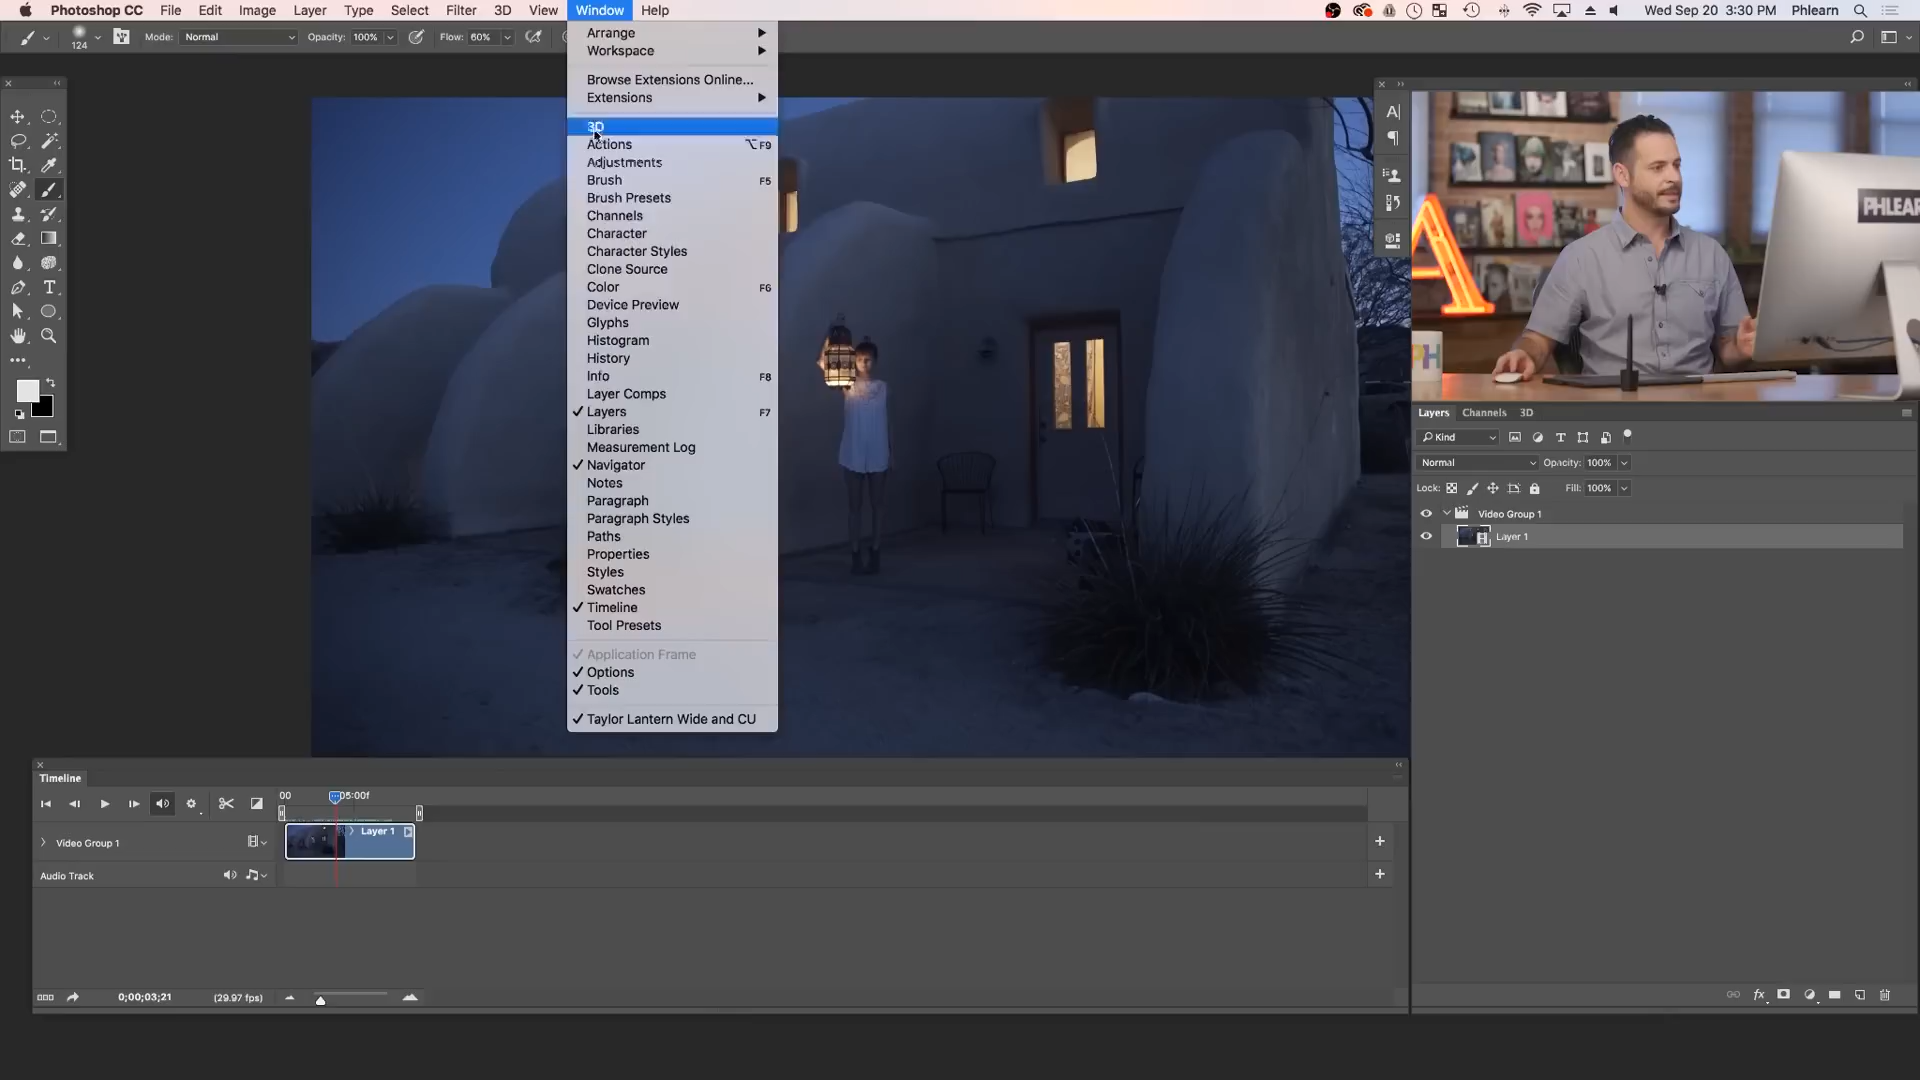 Photoshop CC File Edit Image Layer Type Select Filter 3D View Window Help Wed Sep 20 3:30 PM Phlearn
124 Mode: Normal Opacity: 100% Flow: 60%
Arrange
Workspace
Browse Extensions Online...
Extensions
3D
Actions ⌥F9
Adjustments
Brush F5
Brush Presets
Channels
Character
Character Styles
Clone Source
Color F6
Device Preview
Glyphs
Histogram
History
Info F8
Layer Comps
✓ Layers F7
Libraries
Measurement Log
✓ Navigator
Notes
Paragraph
Paragraph Styles
Paths
Properties
Styles
Swatches
✓ Timeline
Tool Presets
✓ Application Frame
✓ Options
✓ Tools
✓ Taylor Lantern Wide and CU
PHLEAR
A
PH
Layers Channels 3D
Kind
Normal Opacity: 100%
Lock: Fill: 100%
Video Group 1
Layer 1
fx
Timeline
00 05:00f
Video Group 1 Layer 1
Audio Track
0;00;03;21 (29.97 fps)